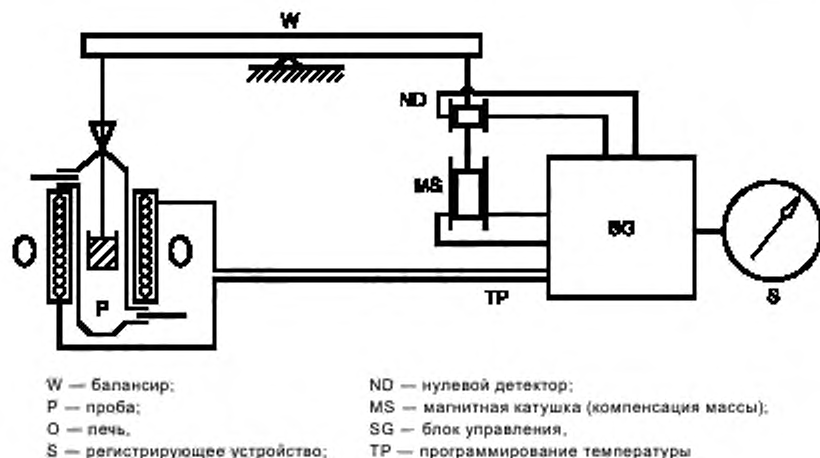 W
ND
MS
SG
O
O
P
TP
S
W — балансир;
P — проба;
O — печь,
S — регистрирующее устройство;
ND — нулевой детектор;
MS — магнитная катушка (компенсация массы);
SG — блок управления,
TP — программирование температуры